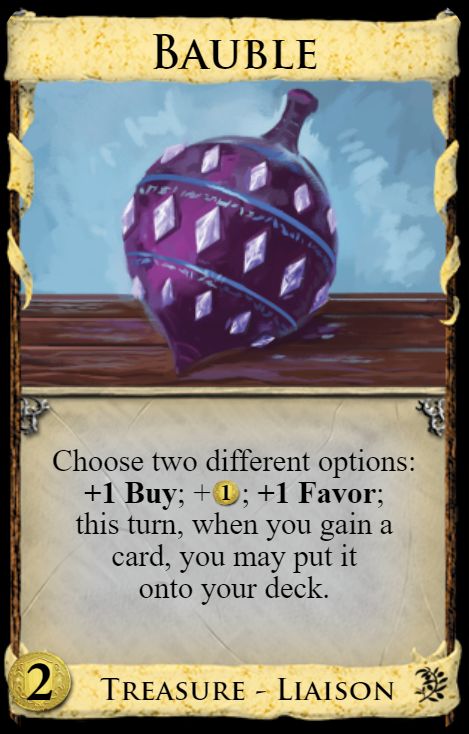 BAUBLE
Choose two different options:
+1 Buy; +1; +1 Favor;
this turn, when you gain a
card, you may put it
onto your deck.
2 TREASURE - LIAISON